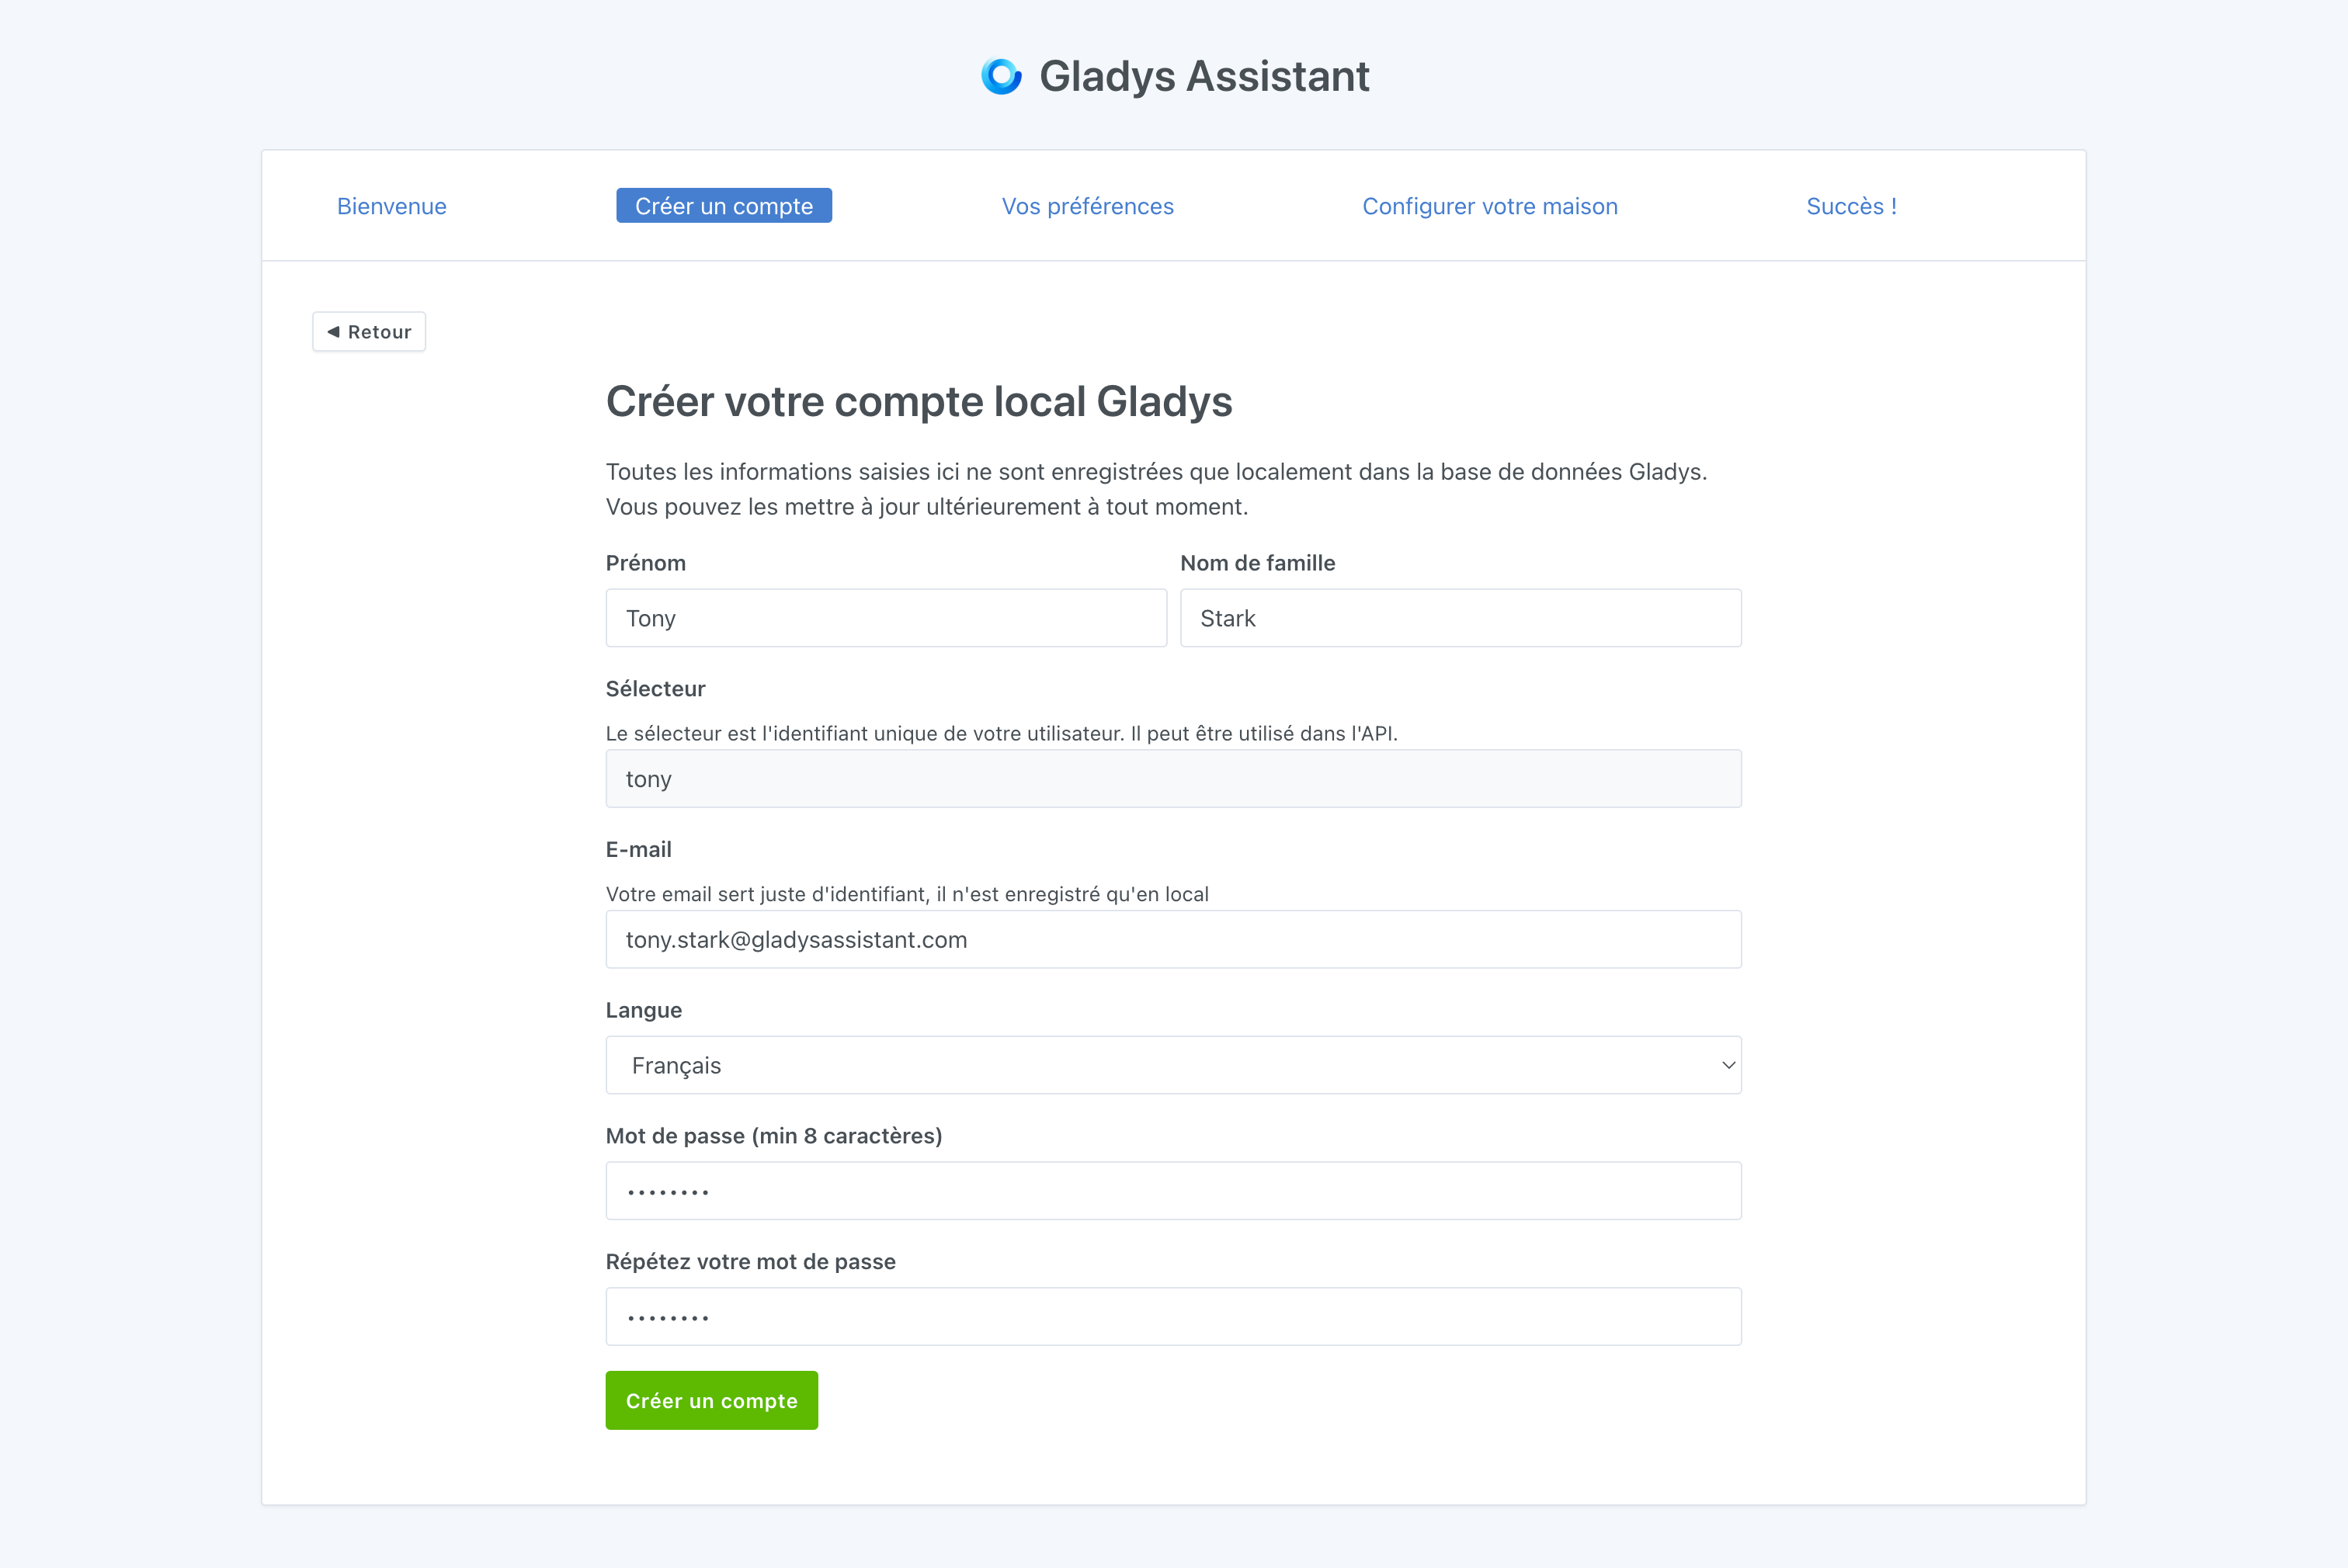 Gladys Assistant
Bienvenue
Créer un compte
Vos préférences
Configurer votre maison
Succès !
◄ Retour
Créer votre compte local Gladys
Toutes les informations saisies ici ne sont enregistrées que localement dans la base de données Gladys.
Vous pouvez les mettre à jour ultérieurement à tout moment.
Prénom
Nom de famille
Tony
Stark
Sélecteur
Le sélecteur est l'identifiant unique de votre utilisateur. Il peut être utilisé dans l'API.
tony
E-mail
Votre email sert juste d'identifiant, il n'est enregistré qu'en local
tony.stark@gladysassistant.com
Langue
Français
Mot de passe (min 8 caractères)
••••••••
Répétez votre mot de passe
••••••••
Créer un compte